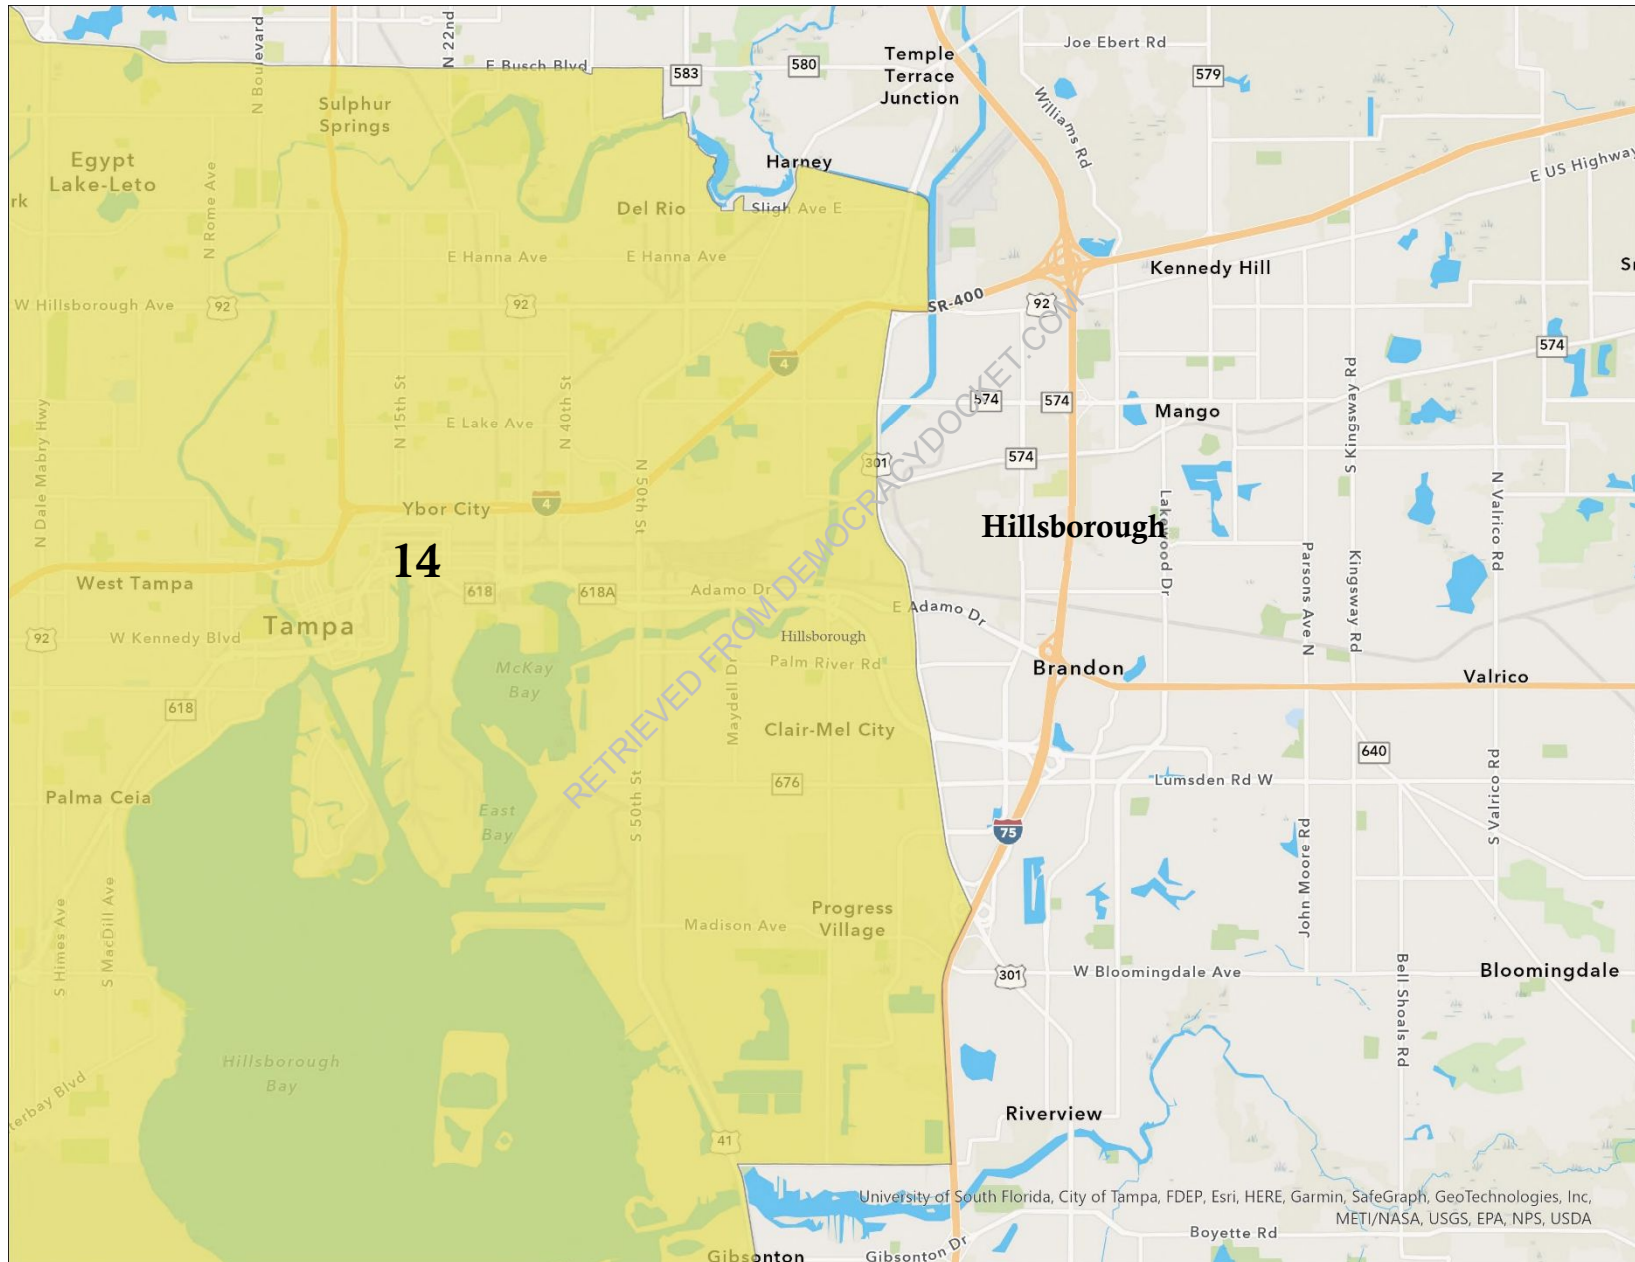 N Boulevard
N 22nd
E Busch Blvd
583
580
Temple
Terrace
Junction
Joe Ebert Rd
579
Williams Rd
Sulphur
Springs
Egypt
Lake-Leto
rk
N Rome Ave
Harney
E US Highway
Del Rio
Sligh Ave E
E Hanna Ave
E Hanna Ave
Kennedy Hill
W Hillsborough Ave
92
92
SR-400
92
4
574
N Dale Mabry Hwy
N 15th St
N 40th St
E Lake Ave
574
574
Mango
S Kingsway Rd
301
574
N 50th St
Ybor City
4
Lakewood Dr
N Valrico Rd
Hillsborough
14
West Tampa
618
618A
Adamo Dr
E Adamo Dr
Parsons Ave N
Kingsway Rd
Tampa
92
W Kennedy Blvd
Hillsborough
Palm River Rd
McKay
Bay
Maydell Dr
Brandon
Valrico
618
Clair-Mel City
640
676
Lumsden Rd W
S Valrico Rd
Palma Ceia
East
Bay
S 50th St
75
John Moore Rd
S Himes Ave
S MacDill Ave
Progress
Village
Madison Ave
301
W Bloomingdale Ave
Bell Shoals Rd
Bloomingdale
Hillsborough
Bay
terbay Blvd
Riverview
41
University of South Florida, City of Tampa, FDEP, Esri, HERE, Garmin, SafeGraph, GeoTechnologies, Inc,
METI/NASA, USGS, EPA, NPS, USDA
Gibsonton
Gibsonton Dr
Boyette Rd
RETRIEVED FROM DEMOCRACYDOCKET.COM